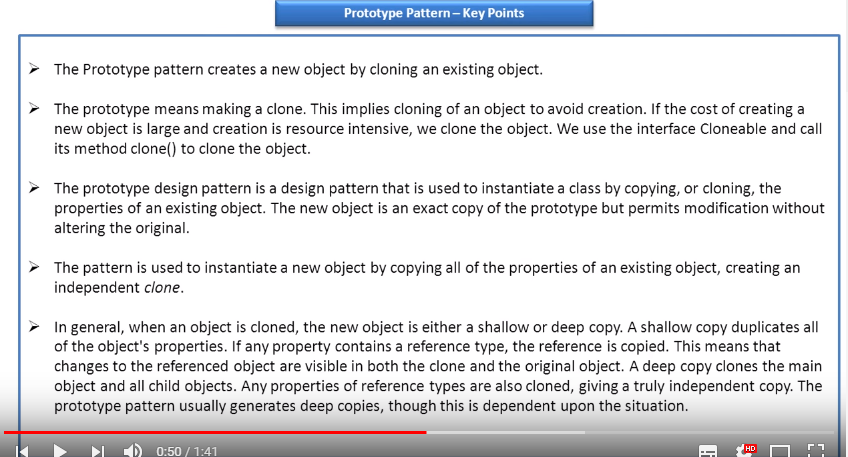 Prototype Pattern – Key Points
➢ The Prototype pattern creates a new object by cloning an existing object.
➢ The prototype means making a clone. This implies cloning of an object to avoid creation. If the cost of creating a
new object is large and creation is resource intensive, we clone the object. We use the interface Cloneable and call
its method clone() to clone the object.
➢ The prototype design pattern is a design pattern that is used to instantiate a class by copying, or cloning, the
properties of an existing object. The new object is an exact copy of the prototype but permits modification without
altering the original.
➢ The pattern is used to instantiate a new object by copying all of the properties of an existing object, creating an
independent clone.
➢ In general, when an object is cloned, the new object is either a shallow or deep copy. A shallow copy duplicates all
of the object's properties. If any property contains a reference type, the reference is copied. This means that
changes to the referenced object are visible in both the clone and the original object. A deep copy clones the main
object and all child objects. Any properties of reference types are also cloned, giving a truly independent copy. The
prototype pattern usually generates deep copies, though this is dependent upon the situation.
0:50 / 1:41
HD